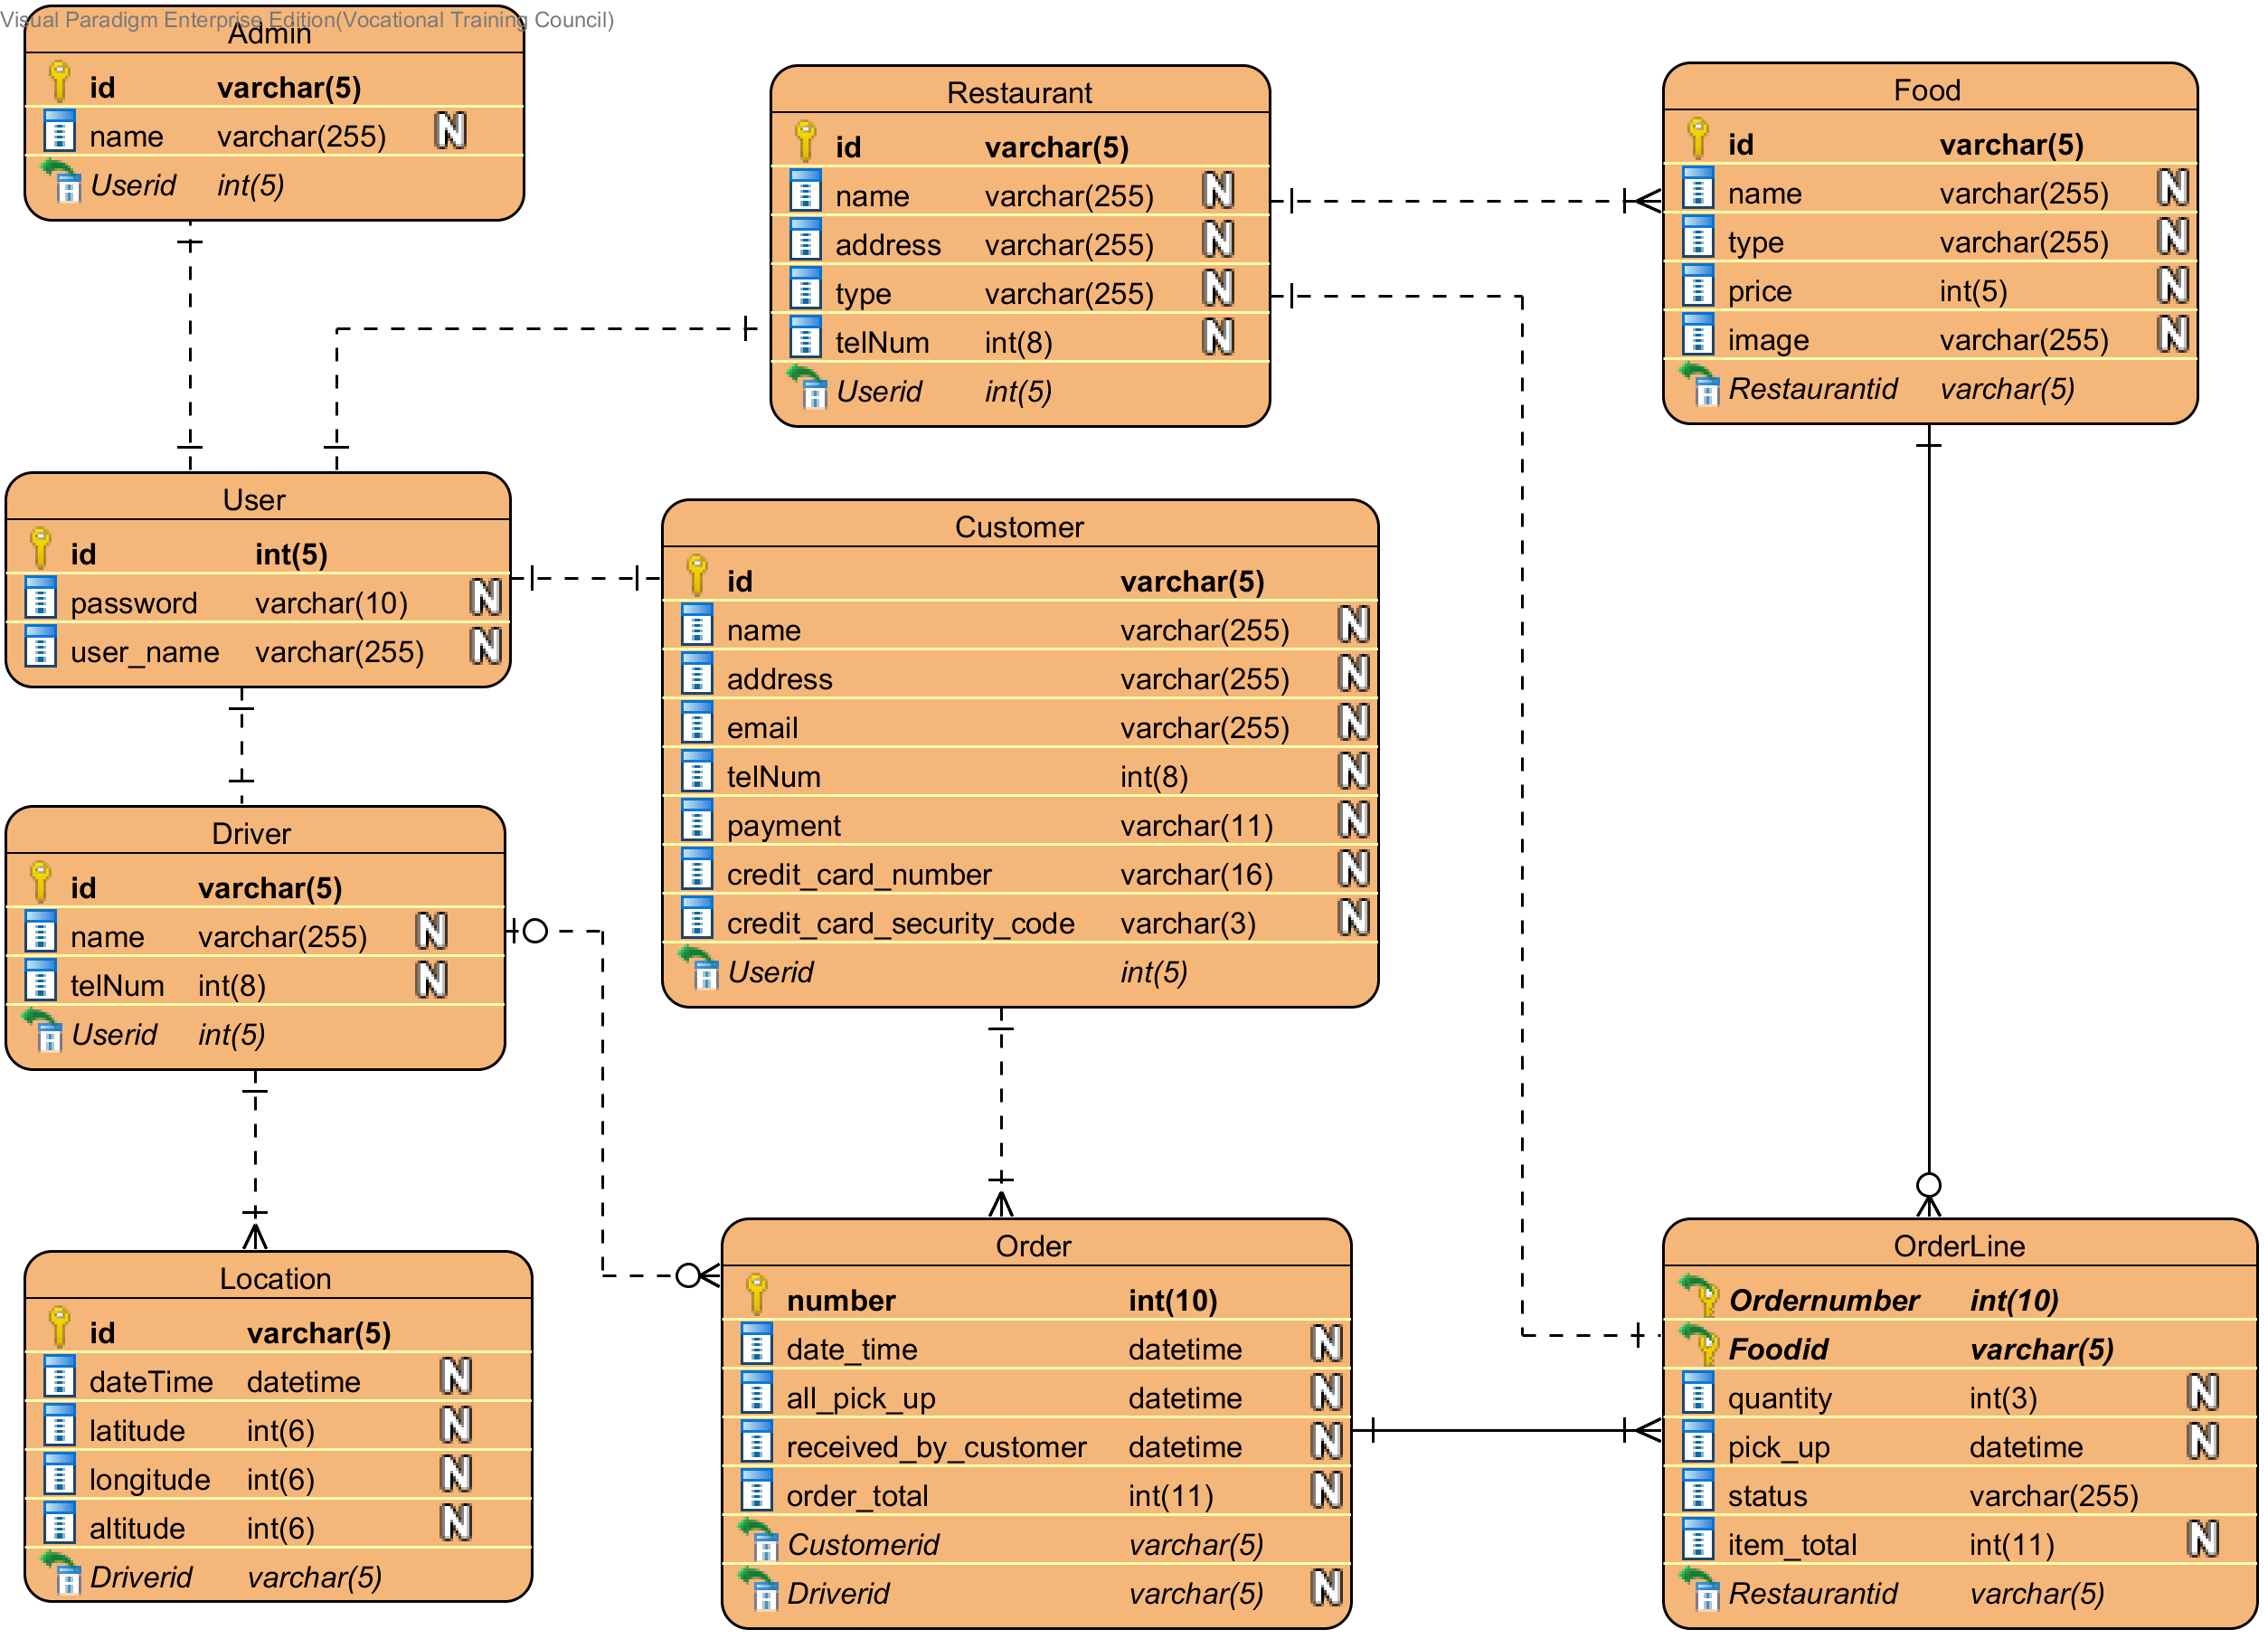 Visual Paradigm Enterprise Edition(Vocational Training Council)
Admin
id varchar(5)
name varchar(255) N
Userid int(5)
Restaurant
id varchar(5)
name varchar(255) N
address varchar(255) N
type varchar(255) N
telNum int(8) N
Userid int(5)
Food
id varchar(5)
name varchar(255) N
type varchar(255) N
price int(5) N
image varchar(255) N
Restaurantid varchar(5)
User
id int(5)
password varchar(10) N
user_name varchar(255) N
Customer
id varchar(5)
name varchar(255) N
address varchar(255) N
email varchar(255) N
telNum int(8) N
payment varchar(11) N
credit_card_number varchar(16) N
credit_card_security_code varchar(3) N
Userid int(5)
Driver
id varchar(5)
name varchar(255) N
telNum int(8) N
Userid int(5)
Location
id varchar(5)
dateTime datetime N
latitude int(6) N
longitude int(6) N
altitude int(6) N
Driverid varchar(5)
Order
number int(10)
date_time datetime N
all_pick_up datetime N
received_by_customer datetime N
order_total int(11) N
Customerid varchar(5)
Driverid varchar(5) N
OrderLine
Ordernumber int(10)
Foodid varchar(5)
quantity int(3) N
pick_up datetime N
status varchar(255)
item_total int(11) N
Restaurantid varchar(5)